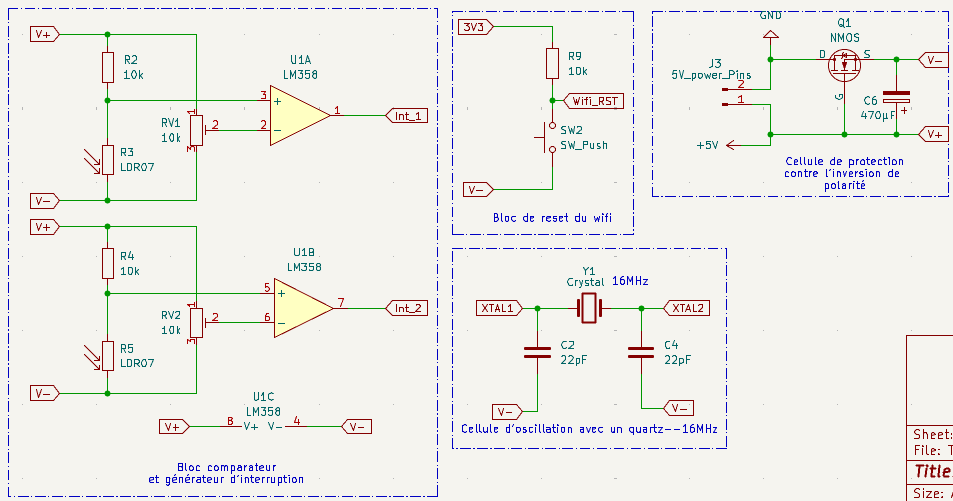 V+
R2
10k
R3
LDR07
V-
RV1
10k
1
2
3
U1A
LM358
3
+
2
-
1
Int_1
V+
R4
10k
R5
LDR07
V-
RV2
10k
1
2
3
U1B
LM358
5
+
6
-
7
Int_2
U1C
LM358
V+
8
V+
V-
4
V-
Bloc comparateur
et générateur d'interruption
3V3
R9
10k
Wifi_RST
SW2
SW_Push
V-
Bloc de reset du wifi
GND
J3
5V_power_Pins
2
1
+5V
Q1
NMOS
D
S
G
C6
470µF
+
V-
V+
Cellule de protection
contre l'inversion de
polarité
Y1
Crystal
16MHz
XTAL1
XTAL2
C2
22pF
C4
22pF
V-
V-
Cellule d'oscillation avec un quartz--16MHz
Sheet:
File:
Title:
Size: